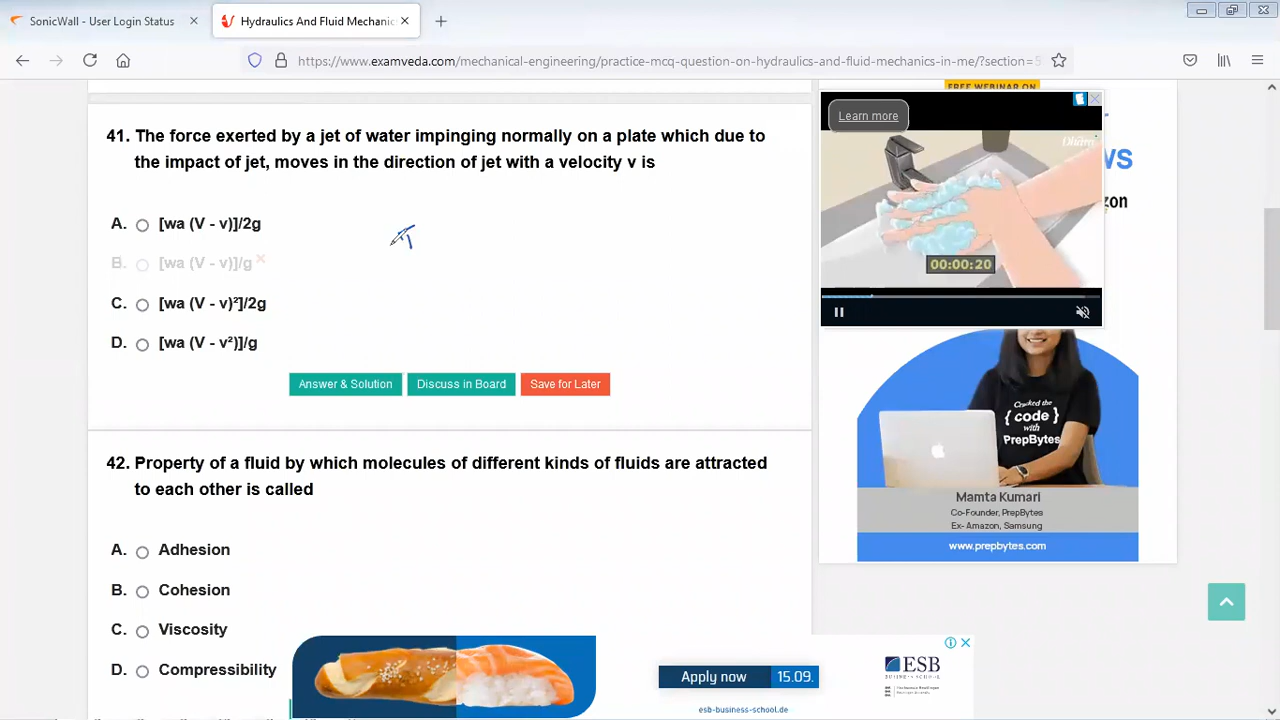 SonicWall - User Login Status
Hydraulics And Fluid Mechanic
https://www.examveda.com/mechanical-engineering/practice-mcq-question-on-hydraulics-and-fluid-mechanics-in-me/?section=5
FREE WEBINAR ON
Learn more
41. The force exerted by a jet of water impinging normally on a plate which due to
the impact of jet, moves in the direction of jet with a velocity v is
ws
on
A. [wa (V - v)]/2g
B. [wa (V - v)]/g
00:00:20
C. [wa (V - v)²]/2g
D. [wa (V - v²)]/g
Answer & Solution Discuss in Board Save for Later
Cracked the
{ code }
with
PrepBytes
42. Property of a fluid by which molecules of different kinds of fluids are attracted
to each other is called
Mamta Kumari
Co-Founder, PrepBytes
Ex- Amazon, Samsung
www.prepbytes.com
A. Adhesion
B. Cohesion
C. Viscosity
D. Compressibility
Apply now 15.09.
ESB
esb-business-school.de